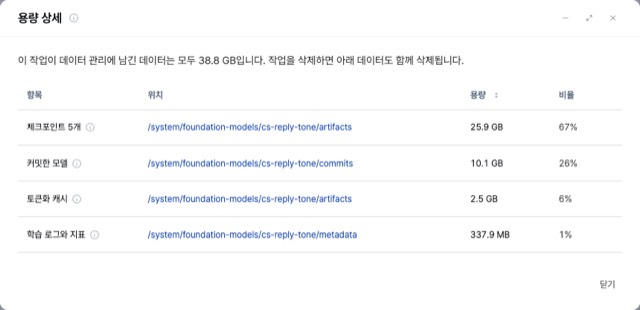 용량 상세
이 작업이 데이터 관리에 남긴 데이터는 모두 38.8 GB입니다. 작업을 삭제하면 아래 데이터도 함께 삭제됩니다.
항목 위치 용량 비율
체크포인트 5개 /system/foundation-models/cs-reply-tone/artifacts 25.9 GB 67%
커밋한 모델 /system/foundation-models/cs-reply-tone/commits 10.1 GB 26%
토큰화 캐시 /system/foundation-models/cs-reply-tone/artifacts 2.5 GB 6%
학습 로그와 지표 /system/foundation-models/cs-reply-tone/metadata 337.9 MB 1%
닫기